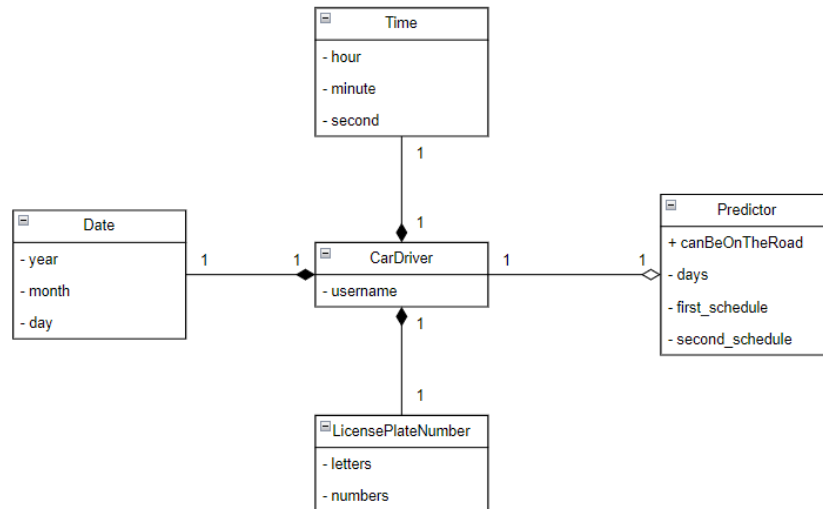 Time
- hour
- minute
- second
1
1
Date
- year
- month
- day
1
1
CarDriver
- username
1
1
Predictor
+ canBeOnTheRoad
- days
- first_schedule
- second_schedule
1
1
LicensePlateNumber
- letters
- numbers